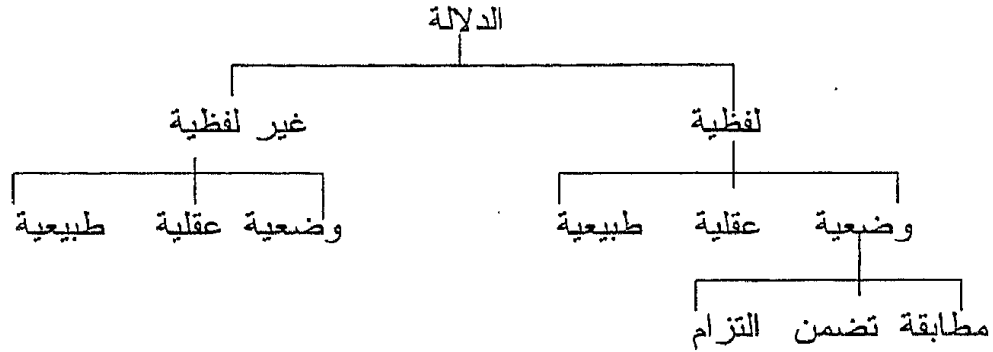 الدلالة
لفظية غير لفظية
وضعية عقلية طبيعية وضعية عقلية طبيعية
مطابقة تضمن التزام